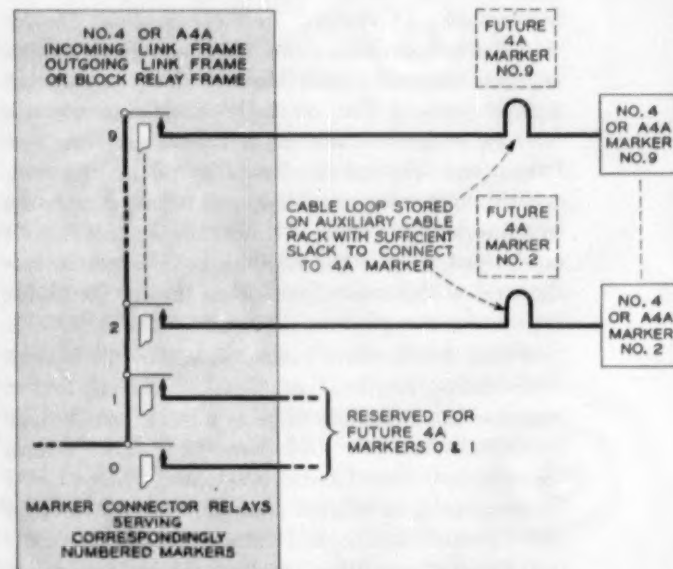 NO. 4 OR A4A
INCOMING LINK FRAME
OUTGOING LINK FRAME
OR BLOCK RELAY FRAME
FUTURE
4A
MARKER
NO. 9
9
NO. 4
OR A4A
MARKER
NO. 9
CABLE LOOP STORED
ON AUXILIARY CABLE
RACK WITH SUFFICIENT
SLACK TO CONNECT
TO 4A MARKER
FUTURE
4A
MARKER
NO. 2
2
NO. 4
OR A4A
MARKER
NO. 2
1
RESERVED FOR
FUTURE 4A
MARKERS 0 & 1
0
MARKER CONNECTOR RELAYS
SERVING
CORRESPONDINGLY
NUMBERED MARKERS